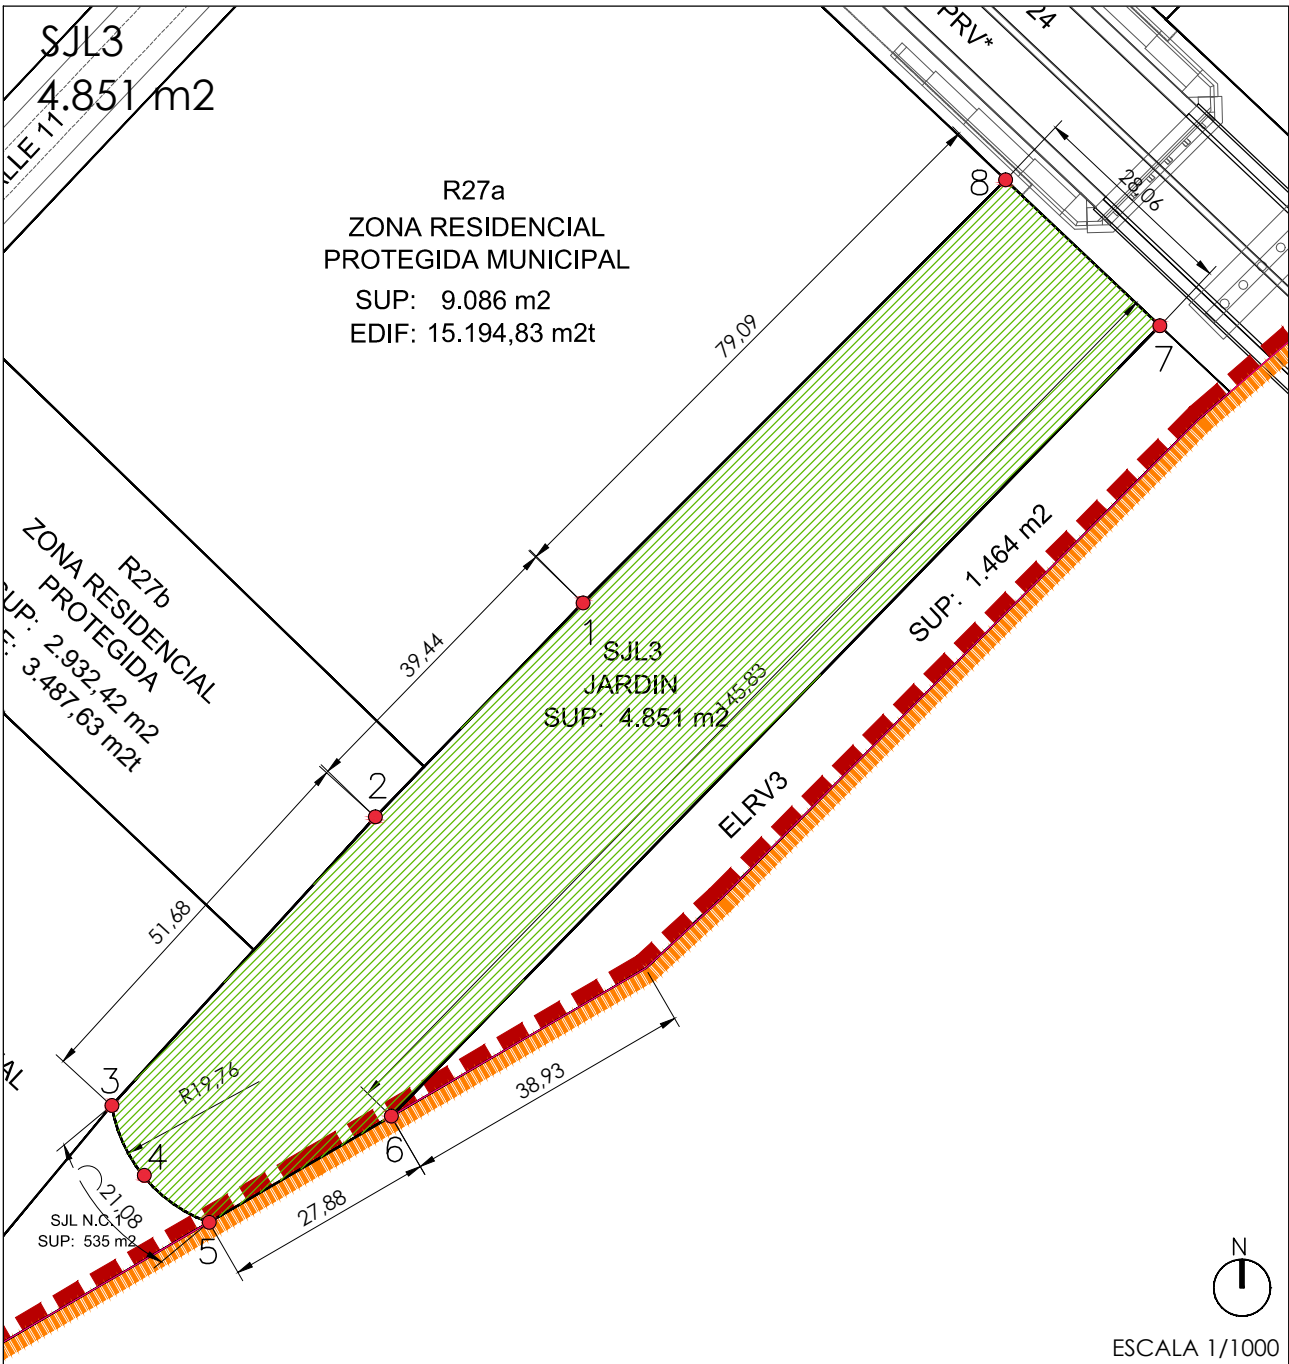 SJL3
4.851 m2
PRV*
24
R27a
ZONA RESIDENCIAL
PROTEGIDA MUNICIPAL
SUP: 9.086 m2
EDIF: 15.194,83 m2t
8
28,06
7
79,09
39,44
1
SJL3
JARDIN
SUP: 4.851 m2
145,83
SUP: 1.464 m2
ELRV3
R27b
ZONA RESIDENCIAL
PROTEGIDA
SUP: 2.932,42 m2
E: 3.487,63 m2t
2
51,68
3
R19,76
4
21,08
SJL N.C.1
SUP: 535 m2
5
6
27,88
38,93
N
ESCALA 1/1000